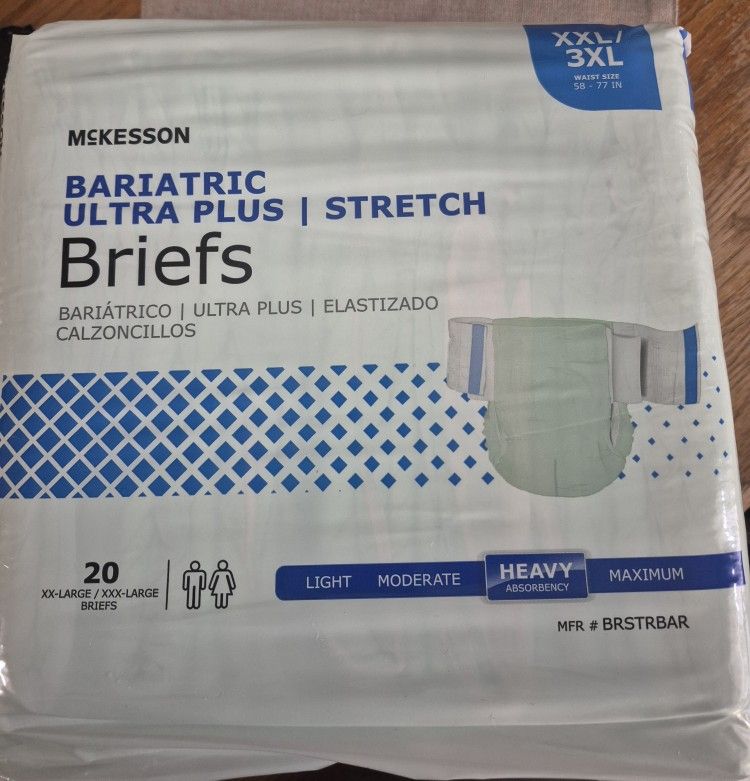 XXL/
3XL
WAIST SIZE
58 - 77 IN
McKESSON
BARIATRIC
ULTRA PLUS | STRETCH
Briefs
BARIÁTRICO | ULTRA PLUS | ELASTIZADO
CALZONCILLOS
20
XX-LARGE / XXX-LARGE
BRIEFS
LIGHT MODERATE HEAVY MAXIMUM
ABSORBENCY
MFR # BRSTRBAR